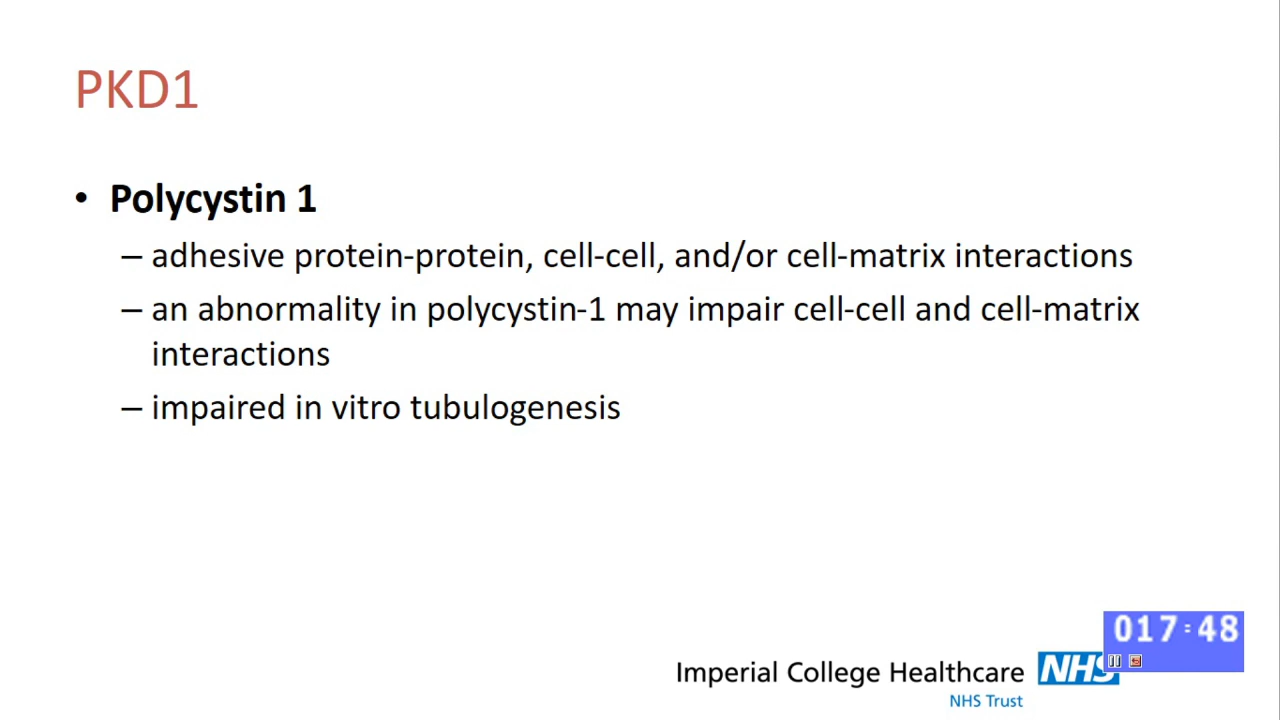 PKD1
• Polycystin 1
– adhesive protein-protein, cell-cell, and/or cell-matrix interactions
– an abnormality in polycystin-1 may impair cell-cell and cell-matrix
interactions
– impaired in vitro tubulogenesis
017:48
Imperial College Healthcare NHS
NHS Trust